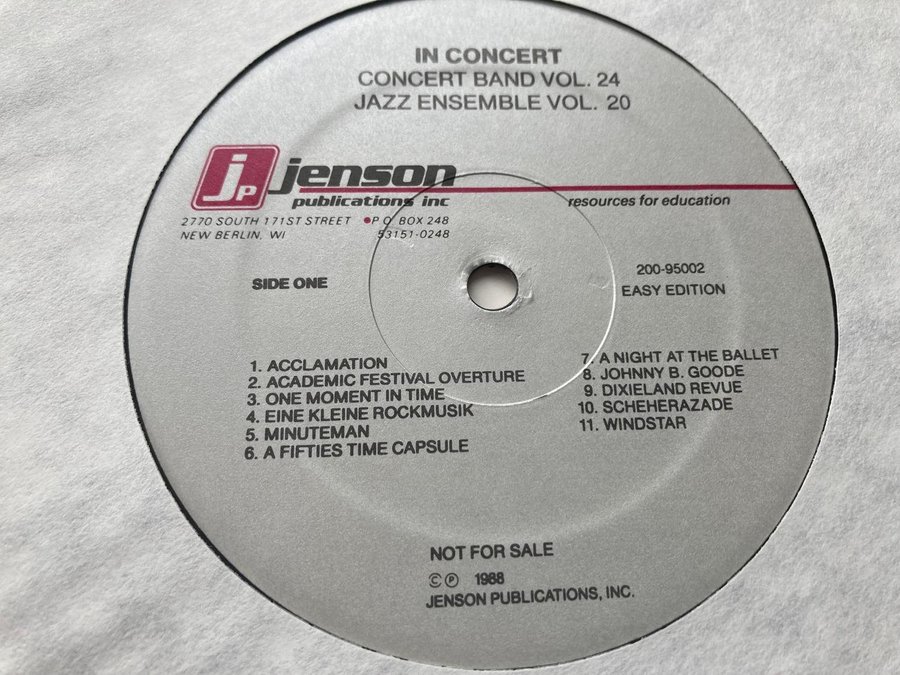 IN CONCERT
CONCERT BAND VOL. 24
JAZZ ENSEMBLE VOL. 20
jp jenson
publications inc
resources for education
2770 SOUTH 171ST STREET • P.O. BOX 248
NEW BERLIN, WI 53151-0248
SIDE ONE
200-95002
EASY EDITION
1. ACCLAMATION
2. ACADEMIC FESTIVAL OVERTURE
3. ONE MOMENT IN TIME
4. EINE KLEINE ROCKMUSIK
5. MINUTEMAN
6. A FIFTIES TIME CAPSULE
7. A NIGHT AT THE BALLET
8. JOHNNY B. GOODE
9. DIXIELAND REVUE
10. SCHEHERAZADE
11. WINDSTAR
NOT FOR SALE
© ℗ 1988
JENSON PUBLICATIONS, INC.